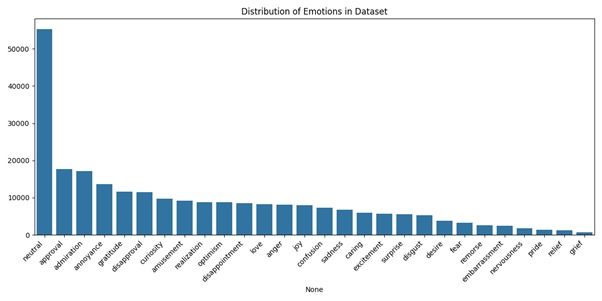 Distribution of Emotions in Dataset
50000
40000
30000
20000
10000
0
neutral
approval
admiration
annoyance
gratitude
disapproval
curiosity
amusement
realization
optimism
disappointment
love
anger
joy
confusion
sadness
caring
excitement
surprise
disgust
desire
fear
remorse
embarrassment
nervousness
pride
relief
grief
None